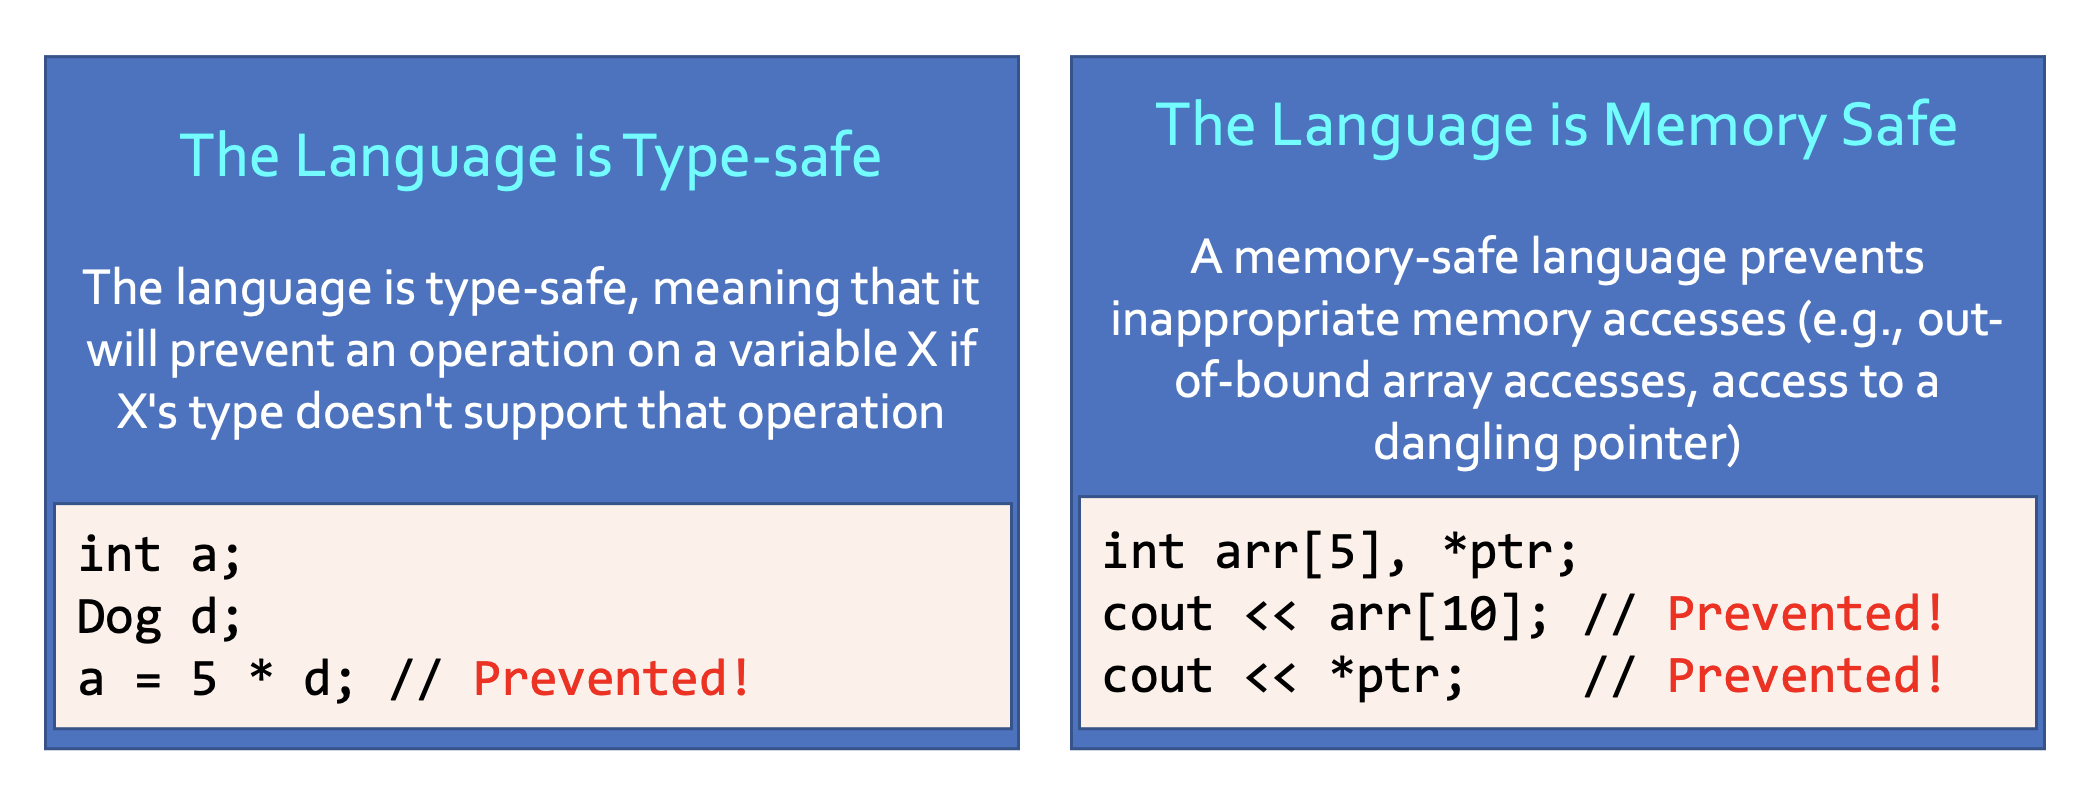 The Language is Type-safe
The language is type-safe, meaning that it
will prevent an operation on a variable X if
X's type doesn't support that operation
int a;
Dog d;
a = 5 * d; // Prevented!
The Language is Memory Safe
A memory-safe language prevents
inappropriate memory accesses (e.g., out-
of-bound array accesses, access to a
dangling pointer)
int arr[5], *ptr;
cout << arr[10]; // Prevented!
cout << *ptr;    // Prevented!